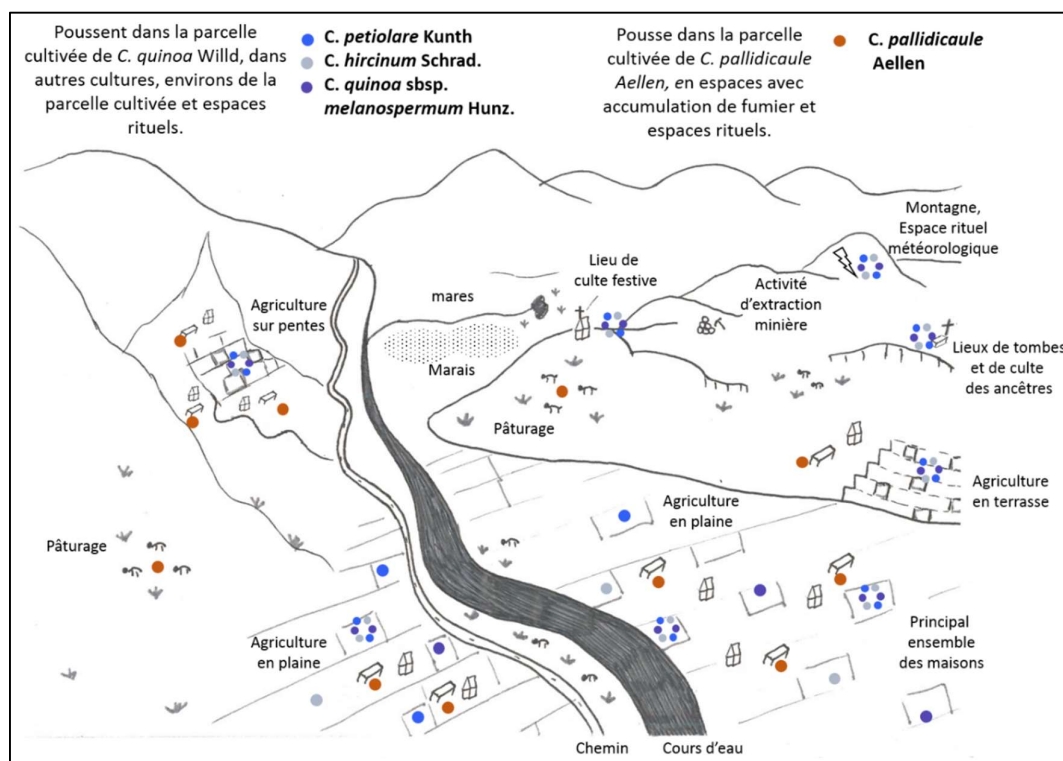 Poussent dans la parcelle
cultivée de C. quinoa Willd, dans
autres cultures, environs de la
parcelle cultivée et espaces
rituels.
C. petiolare Kunth
C. hircinum Schrad.
C. quinoa sbsp.
melanospermum Hunz.
Pousse dans la parcelle
cultivée de C. pallidicaule
Aellen, en espaces avec
accumulation de fumier et
espaces rituels.
C. pallidicaule
Aellen
Montagne,
Espace rituel
météorologique
Lieu de
culte festive
Activité
d'extraction
minière
mares
Agriculture
sur pentes
Marais
Lieux de tombes
et de culte
des ancêtres
Pâturage
Agriculture
en terrasse
Agriculture
en plaine
Pâturage
Agriculture
en plaine
Principal
ensemble
des maisons
Chemin
Cours d'eau